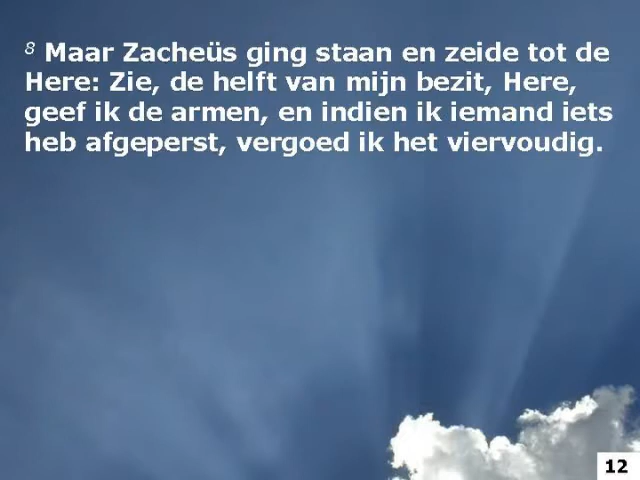 8 Maar Zacheüs ging staan en zeide tot de
Here: Zie, de helft van mijn bezit, Here,
geef ik de armen, en indien ik iemand iets
heb afgeperst, vergoed ik het viervoudig.
12